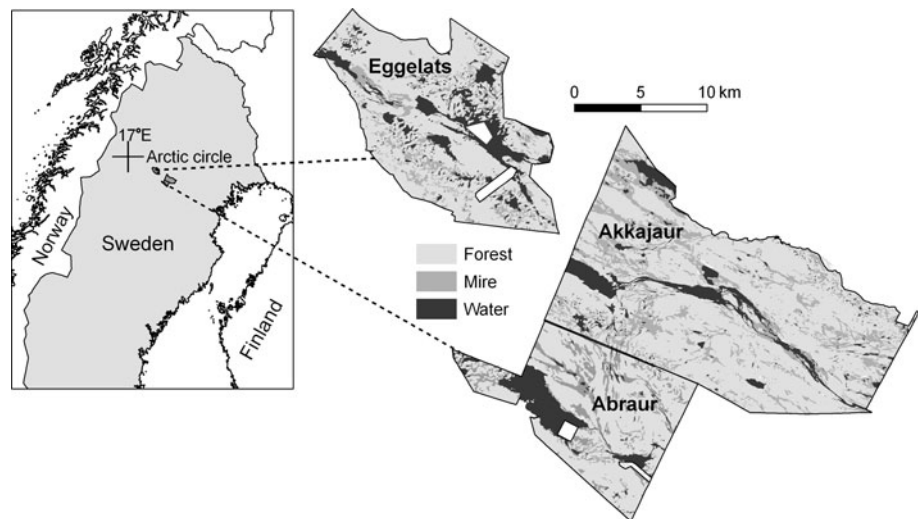 17°E
Arctic circle
Norway
Sweden
Finland
Eggelats
0 5 10 km
Akkajaur
Forest
Mire
Water
Abraur